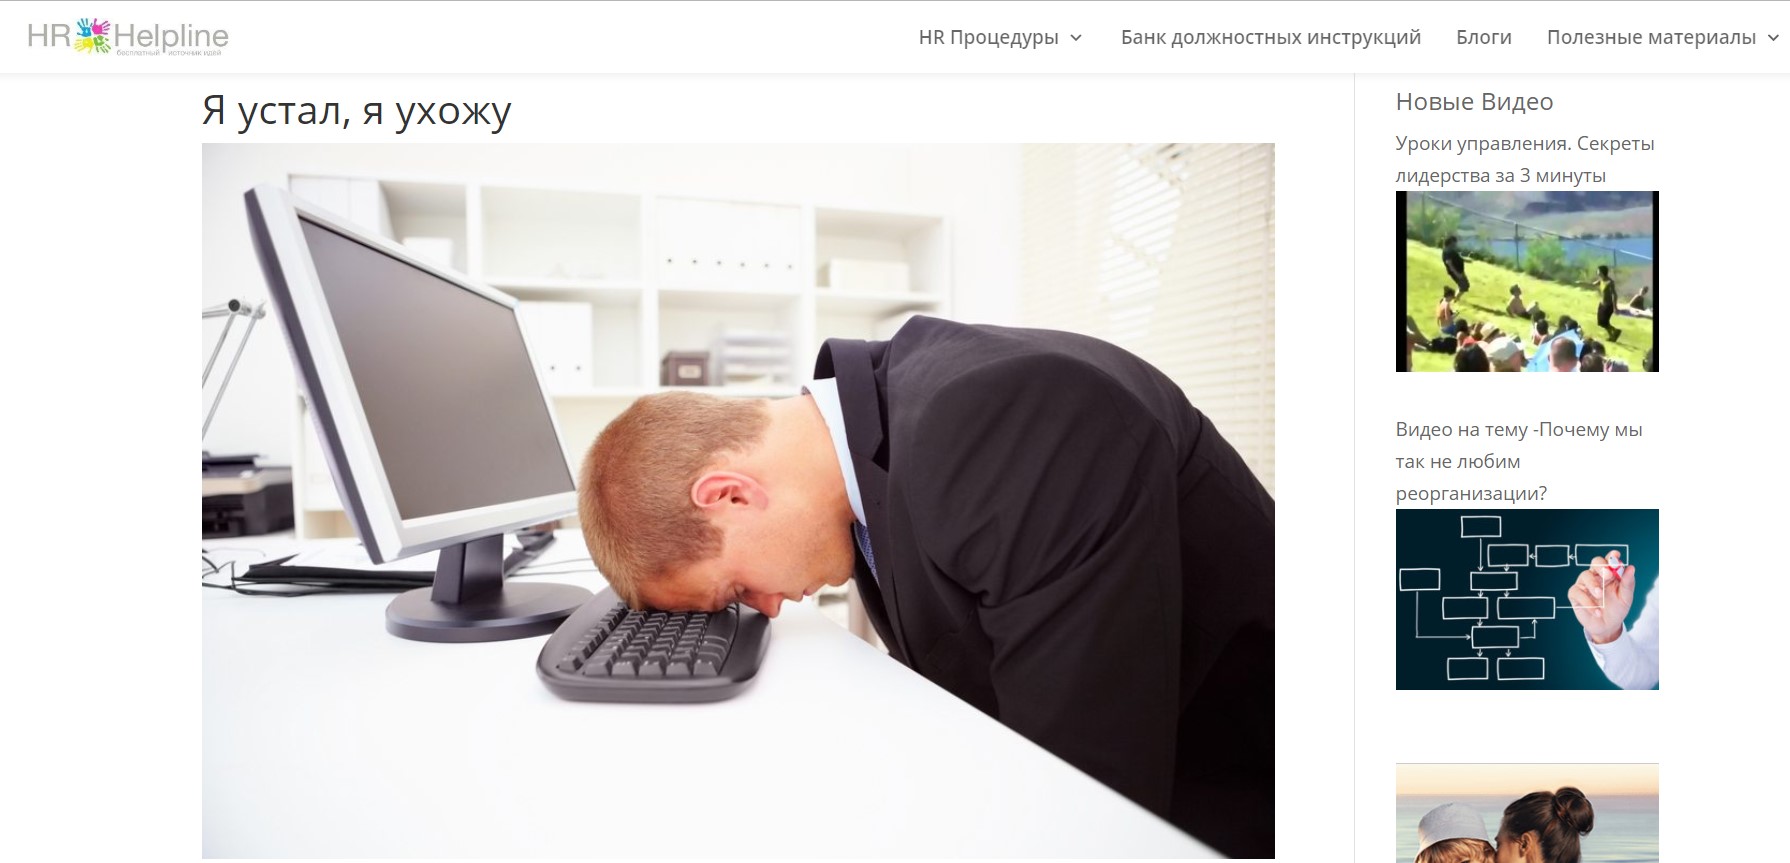 HR Helpline
бесплатный источник идей
HR Процедуры
Банк должностных инструкций
Блоги
Полезные материалы
Я устал, я ухожу
Новые Видео
Уроки управления. Секреты
лидерства за 3 минуты
Видео на тему -Почему мы
так не любим
реорганизации?